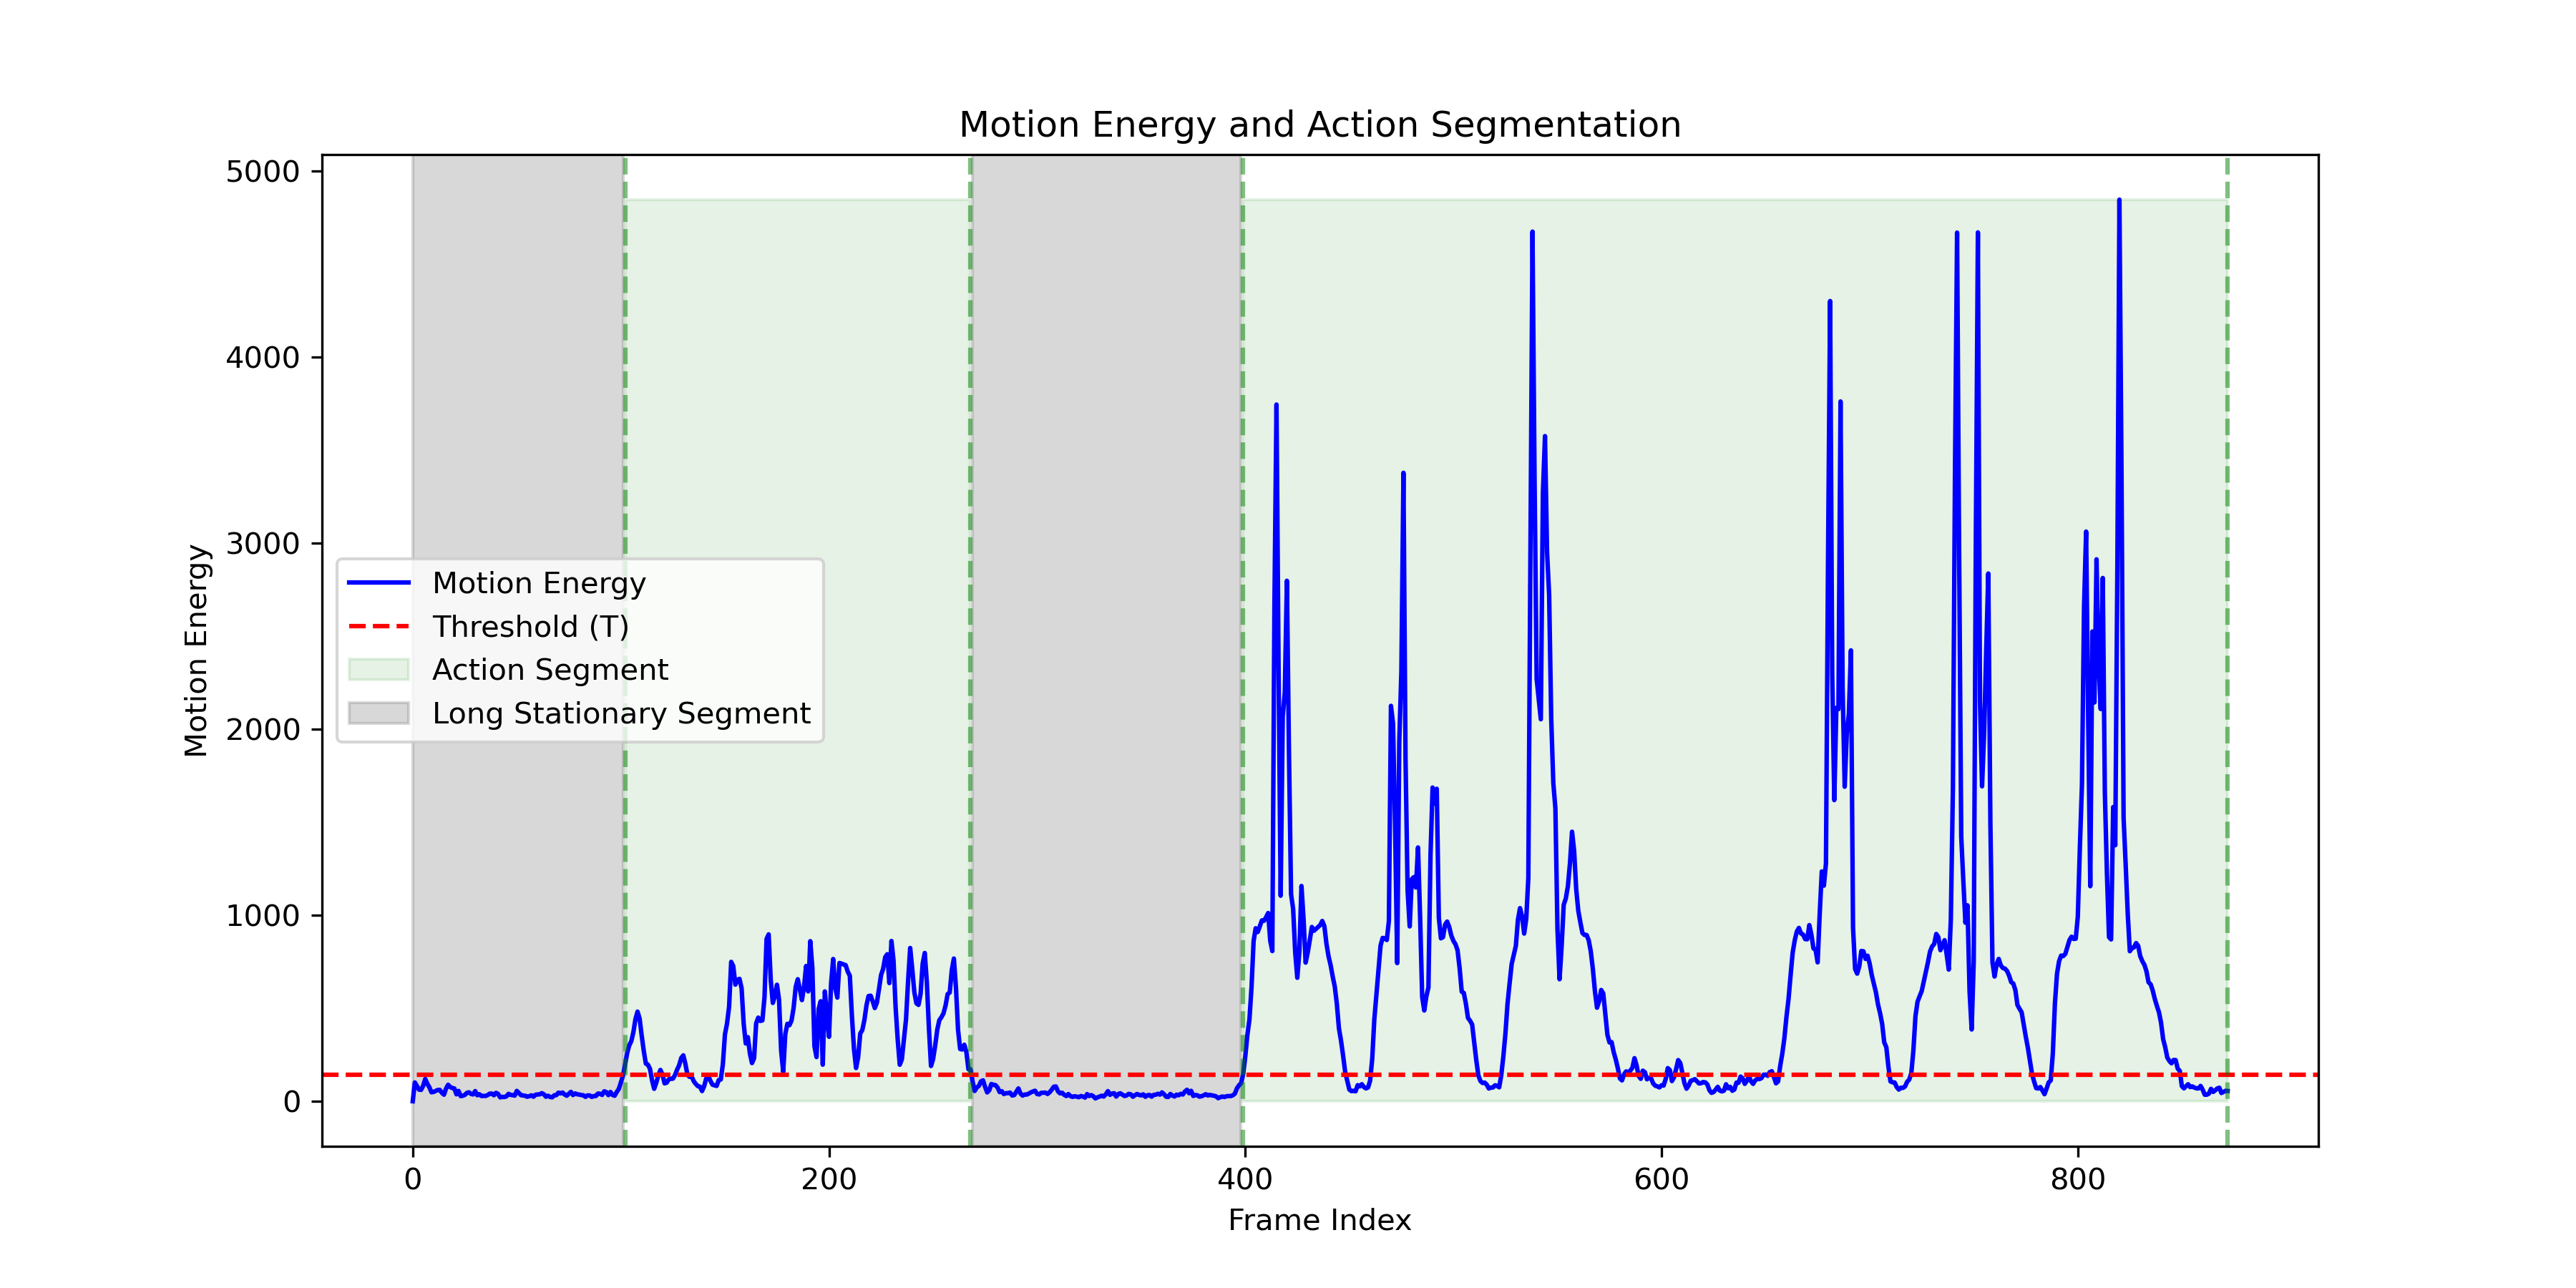 Motion Energy and Action Segmentation
5000
4000
3000
2000
1000
0
Motion Energy
Motion Energy
Threshold (T)
Action Segment
Long Stationary Segment
0 200 400 600 800
Frame Index